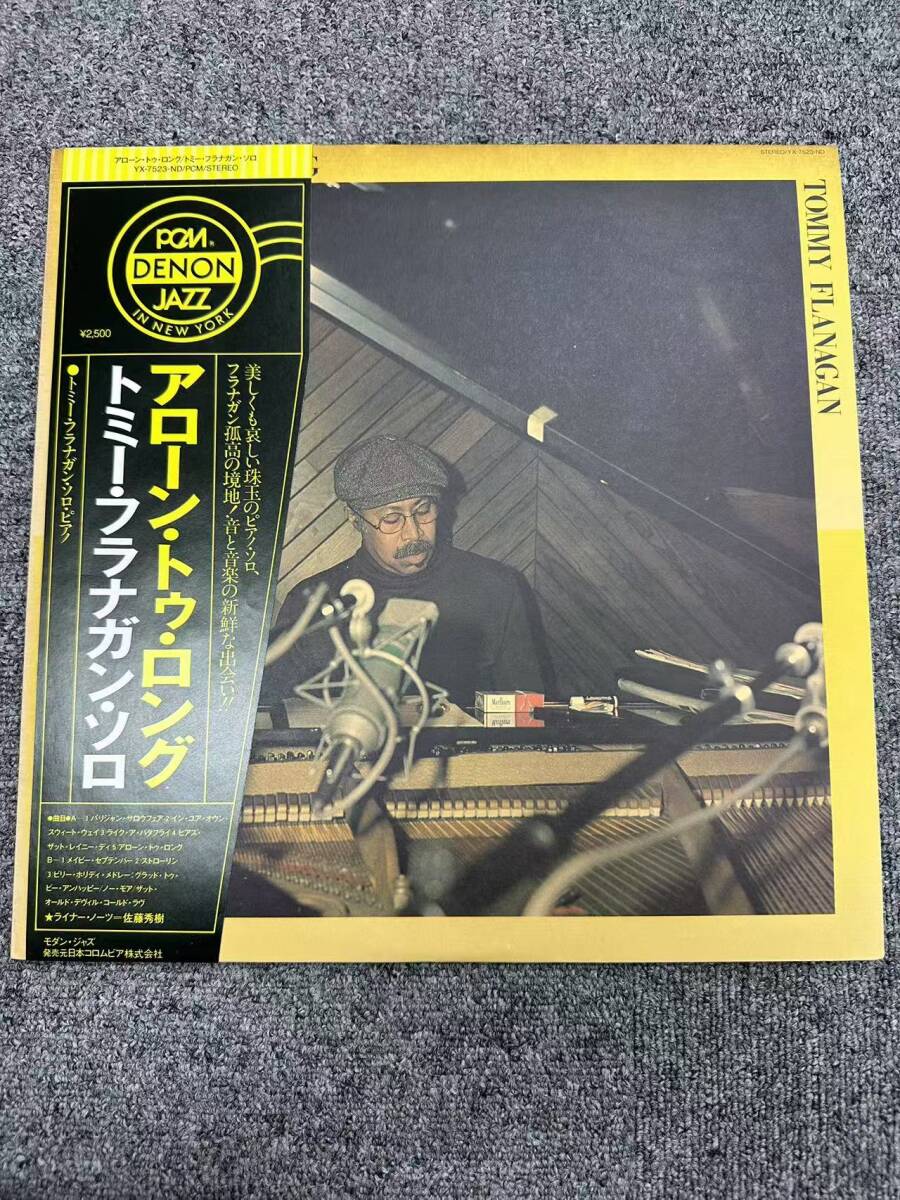 アローン・トゥ・ロング/トミー・フラナガン・ソロ
YX-7523-ND/PCM/STEREO
PCM
DENON
JAZZ
IN NEW YORK
¥2,500
アローン・トゥ・ロング
トミー・フラナガン・ソロ
●トミー・フラナガン・ソロ・ピアノ
美しくも哀しい珠玉のピアノ・ソロ、
フラナガン孤高の境地!音と音楽の新鮮な出会い!
●曲目●A-1パリジャン・サロウフェア・2イン・ユア・オウン・
スウィート・ウェイ3ライク・ア・バタフライ4ヒアズ・
ザット・レイニー・デイ5アローン・トゥ・ロング
B-1メイビー・セプテンバー2ストローリン
3ビリー・ホリデイ・メドレー:グラッド・トゥ・
ビー・アンハッピー/ノー・モア/ザット・
オールド・デヴィル・コールド・ラヴ
★ライナー・ノーツ=佐藤秀樹
モダン・ジャズ
発売元日本コロムビア株式会社
STEREO/YX-7523-ND
TOMMY FLANAGAN
Marlboro